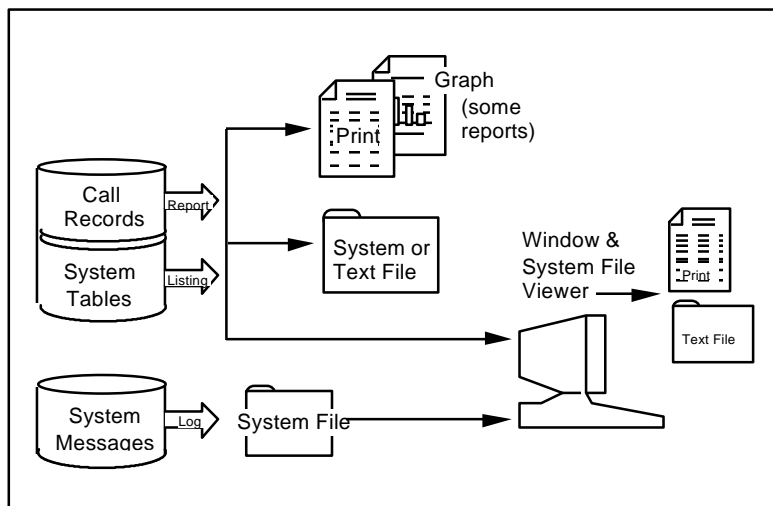 Graph
(some
reports)
Print
Call
Records
Report
System
Tables
Listing
System or
Text File
Window &
System File
Viewer
Print
Text File
System
Messages
Log
System File